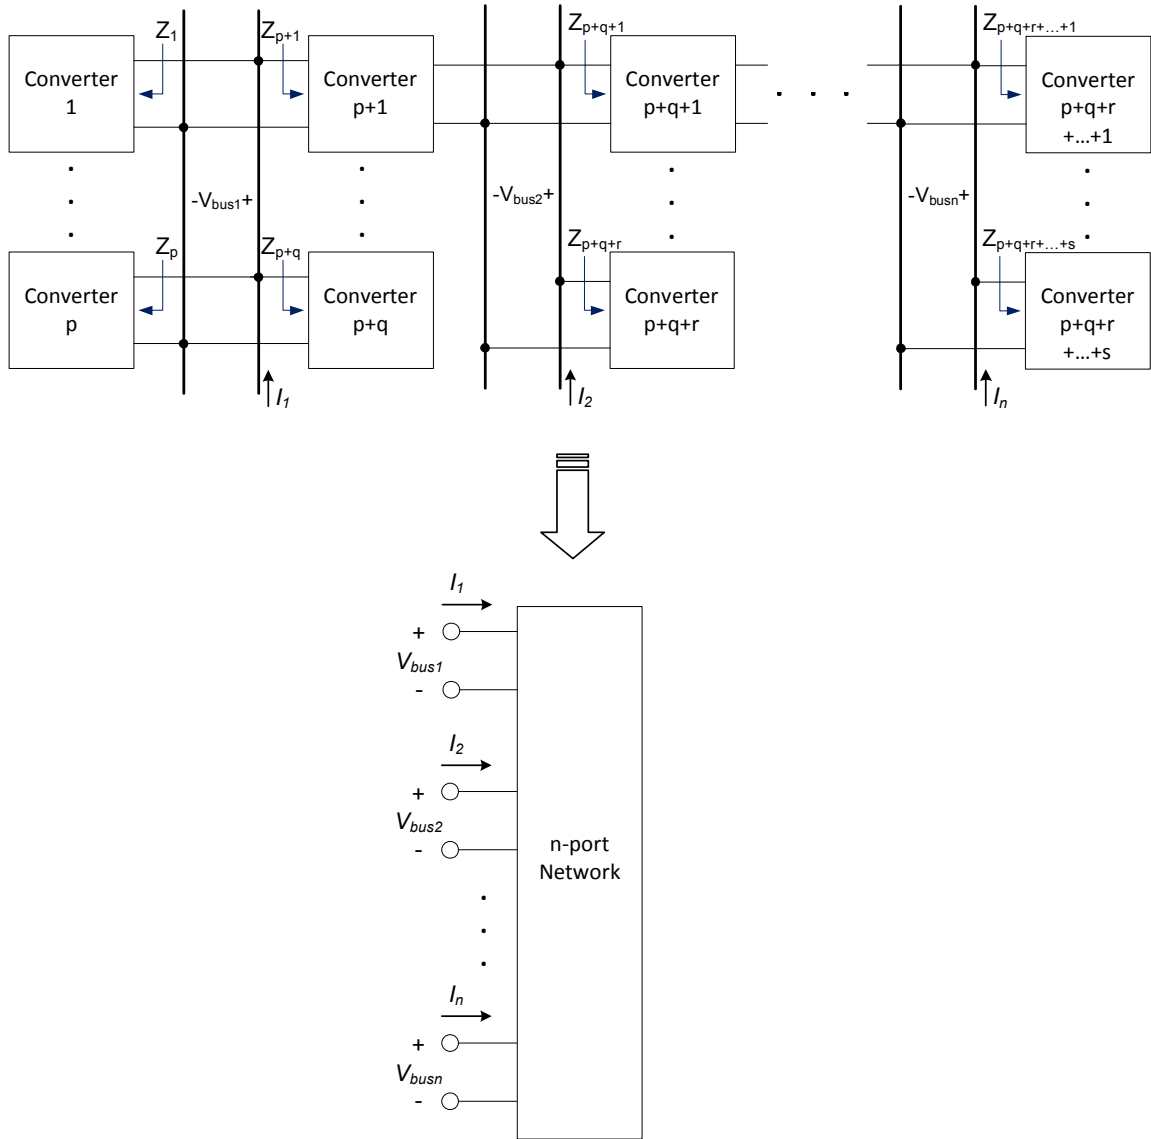 Z1
Zp+1
Zp+q+1
Zp+q+r+...+1
Converter
1
Converter
p+1
Converter
p+q+1
Converter
p+q+r
+...+1
-Vbus1+
-Vbus2+
-Vbusn+
Zp
Zp+q
Zp+q+r
Zp+q+r+...+s
Converter
p
Converter
p+q
Converter
p+q+r
Converter
p+q+r
+...+s
I1
I2
In
I1
+
Vbus1
-
I2
+
Vbus2
-
n-port
Network
In
+
Vbusn
-